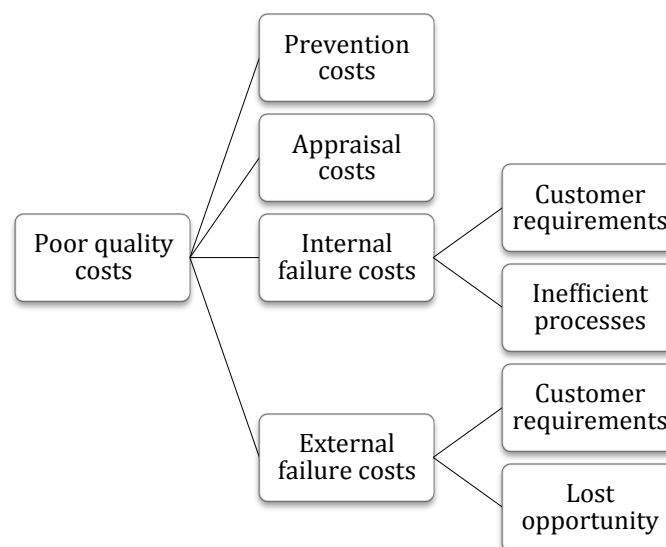 Prevention
costs
Appraisal
costs
Poor quality
costs
Internal
failure costs
Customer
requirements
Inefficient
processes
External
failure costs
Customer
requirements
Lost
opportunity